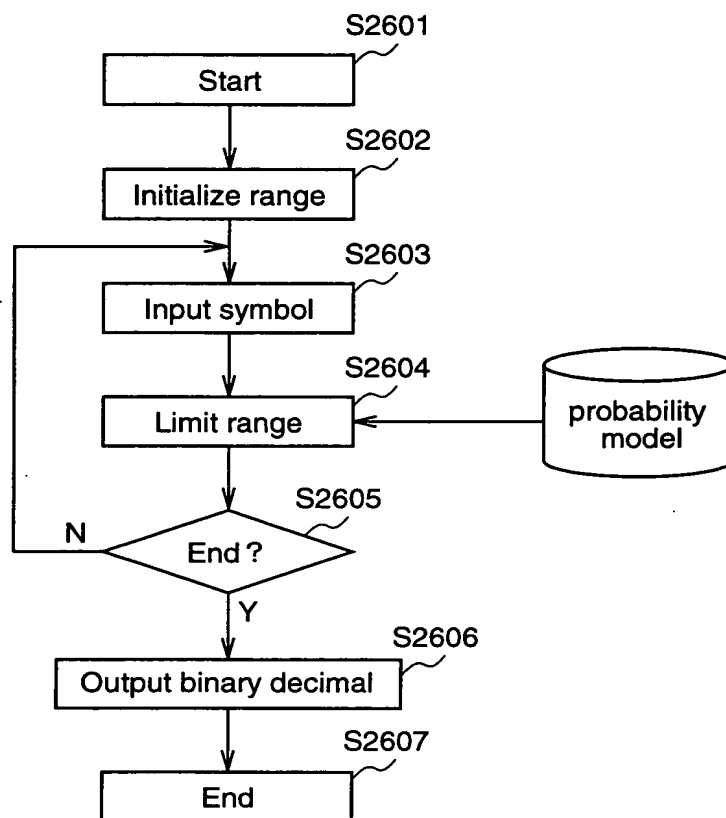 S2601
Start
S2602
Initialize range
S2603
Input symbol
S2604
Limit range
probability
model
S2605
N
End ?
Y
S2606
Output binary decimal
S2607
End